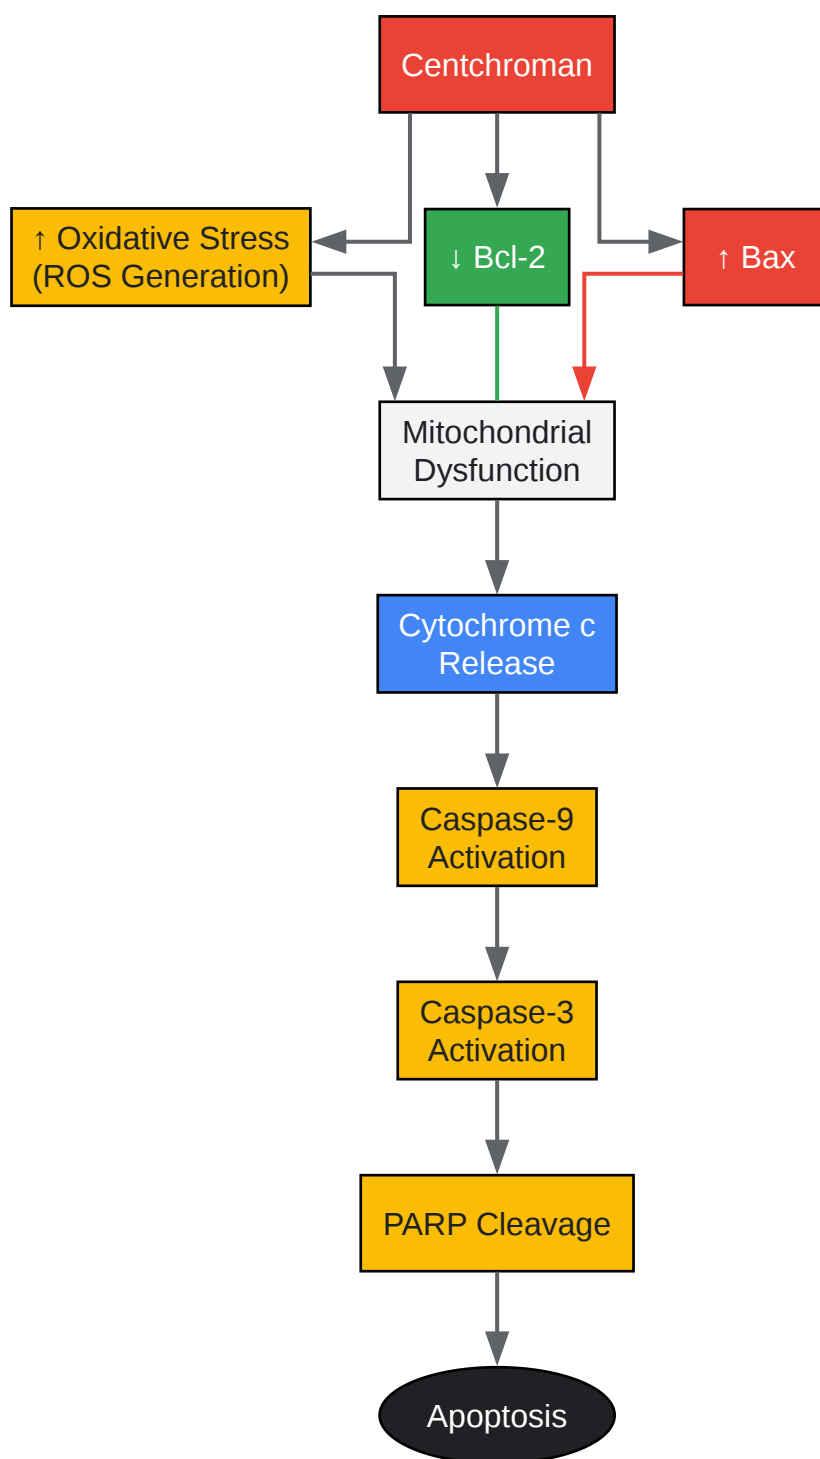 Centchroman
↑ Oxidative Stress
(ROS Generation)
↓ Bcl-2
↑ Bax
Mitochondrial
Dysfunction
Cytochrome c
Release
Caspase-9
Activation
Caspase-3
Activation
PARP Cleavage
Apoptosis